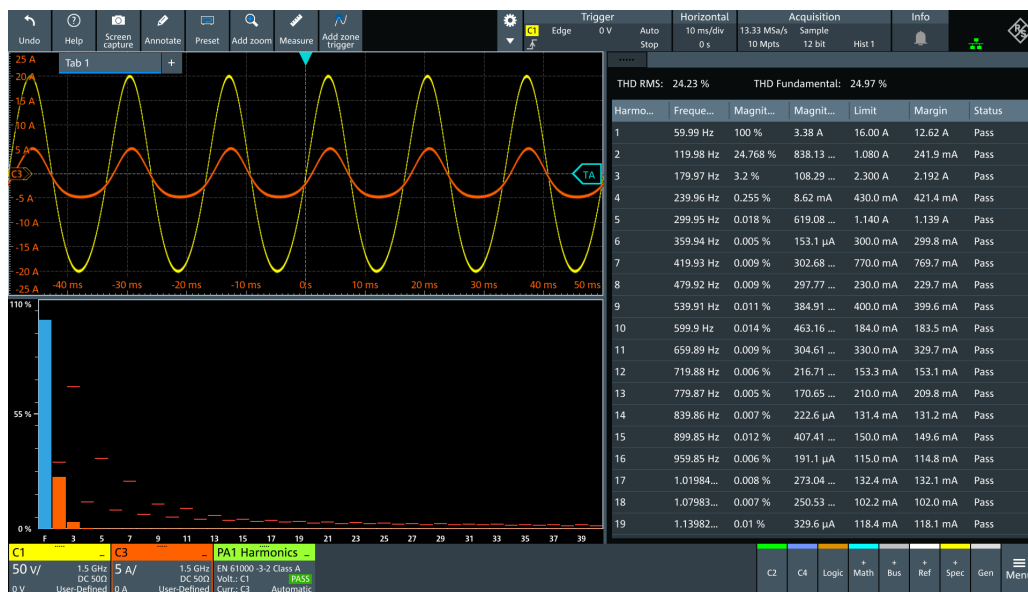 Undo
Help
Screen capture
Annotate
Preset
Add zoom
Measure
Add zone trigger
Trigger
C1 Edge 0 V Auto
Stop
Horizontal
10 ms/div
0 s
Acquisition
13.33 MSa/s Sample
10 Mpts 12 bit Hist 1
Info
R&S
Tab 1 +
25 A
20 A
15 A
10 A
5 A
C3
TA
-5 A
-10 A
-15 A
-20 A
-25 A
-40 ms -30 ms -20 ms -10 ms 0 s 10 ms 20 ms 30 ms 40 ms 50 ms
110 %
55 %
0 %
F 3 5 7 9 11 13 15 17 19 21 23 25 27 29 31 33 35 37 39
THD RMS: 24.23 % THD Fundamental: 24.97 %
Harmo... Freque... Magnit... Magnit... Limit Margin Status
1 59.99 Hz 100 % 3.38 A 16.00 A 12.62 A Pass
2 119.98 Hz 24.768 % 838.13 ... 1.080 A 241.9 mA Pass
3 179.97 Hz 3.2 % 108.29 ... 2.300 A 2.192 A Pass
4 239.96 Hz 0.255 % 8.62 mA 430.0 mA 421.4 mA Pass
5 299.95 Hz 0.018 % 619.08 ... 1.140 A 1.139 A Pass
6 359.94 Hz 0.005 % 153.1 µA 300.0 mA 299.8 mA Pass
7 419.93 Hz 0.009 % 302.68 ... 770.0 mA 769.7 mA Pass
8 479.92 Hz 0.009 % 297.77 ... 230.0 mA 229.7 mA Pass
9 539.91 Hz 0.011 % 384.91 ... 400.0 mA 399.6 mA Pass
10 599.9 Hz 0.014 % 463.16 ... 184.0 mA 183.5 mA Pass
11 659.89 Hz 0.009 % 304.61 ... 330.0 mA 329.7 mA Pass
12 719.88 Hz 0.006 % 216.71 ... 153.3 mA 153.1 mA Pass
13 779.87 Hz 0.005 % 170.65 ... 210.0 mA 209.8 mA Pass
14 839.86 Hz 0.007 % 222.6 µA 131.4 mA 131.2 mA Pass
15 899.85 Hz 0.012 % 407.41 ... 150.0 mA 149.6 mA Pass
16 959.85 Hz 0.006 % 191.1 µA 115.0 mA 114.8 mA Pass
17 1.01984... 0.008 % 273.04 ... 132.4 mA 132.1 mA Pass
18 1.07983... 0.007 % 250.53 ... 102.2 mA 102.0 mA Pass
19 1.13982... 0.01 % 329.6 µA 118.4 mA 118.1 mA Pass
C1
50 V/ 1.5 GHz
DC 50Ω
0 V User-Defined
C3
5 A/ 1.5 GHz
DC 50Ω
0 A User-Defined
PA1 Harmonics
EN 61000 -3-2 Class A
Volt.: C1 PASS
Curr.: C3 Automatic
C2
C4
Logic
+ Math
+ Bus
+ Ref
+ Spec
Gen
Menu